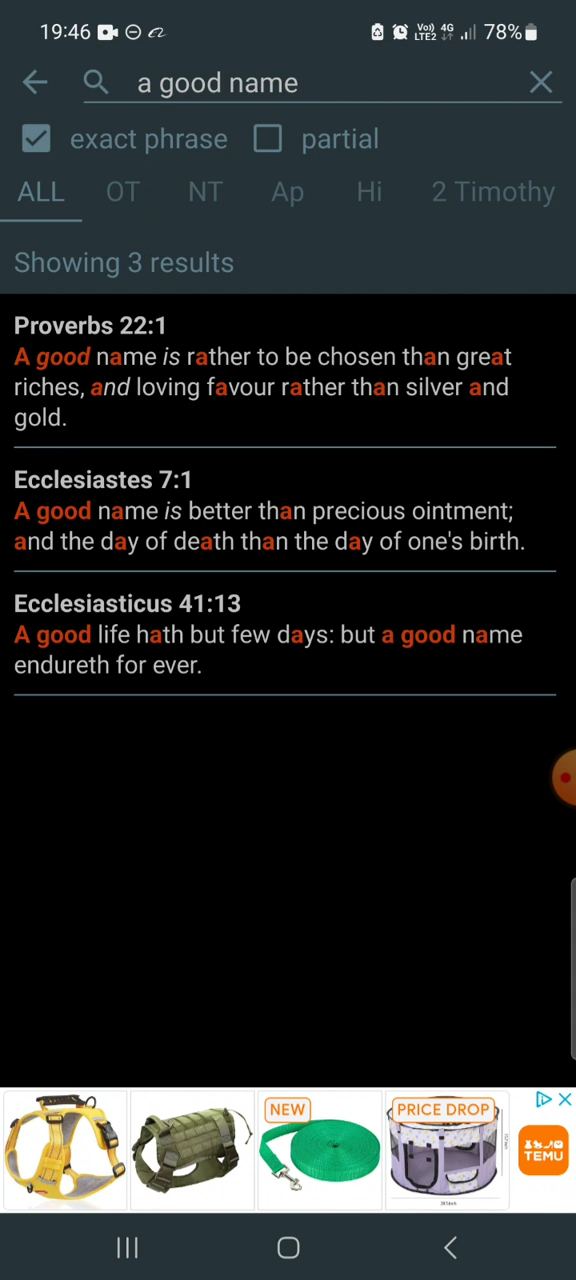 19:46 Vo)) LTE2 4G 78%
a good name
exact phrase partial
ALL OT NT Ap Hi 2 Timothy
Showing 3 results
Proverbs 22:1
A good name is rather to be chosen than great
riches, and loving favour rather than silver and
gold.
Ecclesiastes 7:1
A good name is better than precious ointment;
and the day of death than the day of one's birth.
Ecclesiasticus 41:13
A good life hath but few days: but a good name
endureth for ever.
NEW PRICE DROP
TEMU